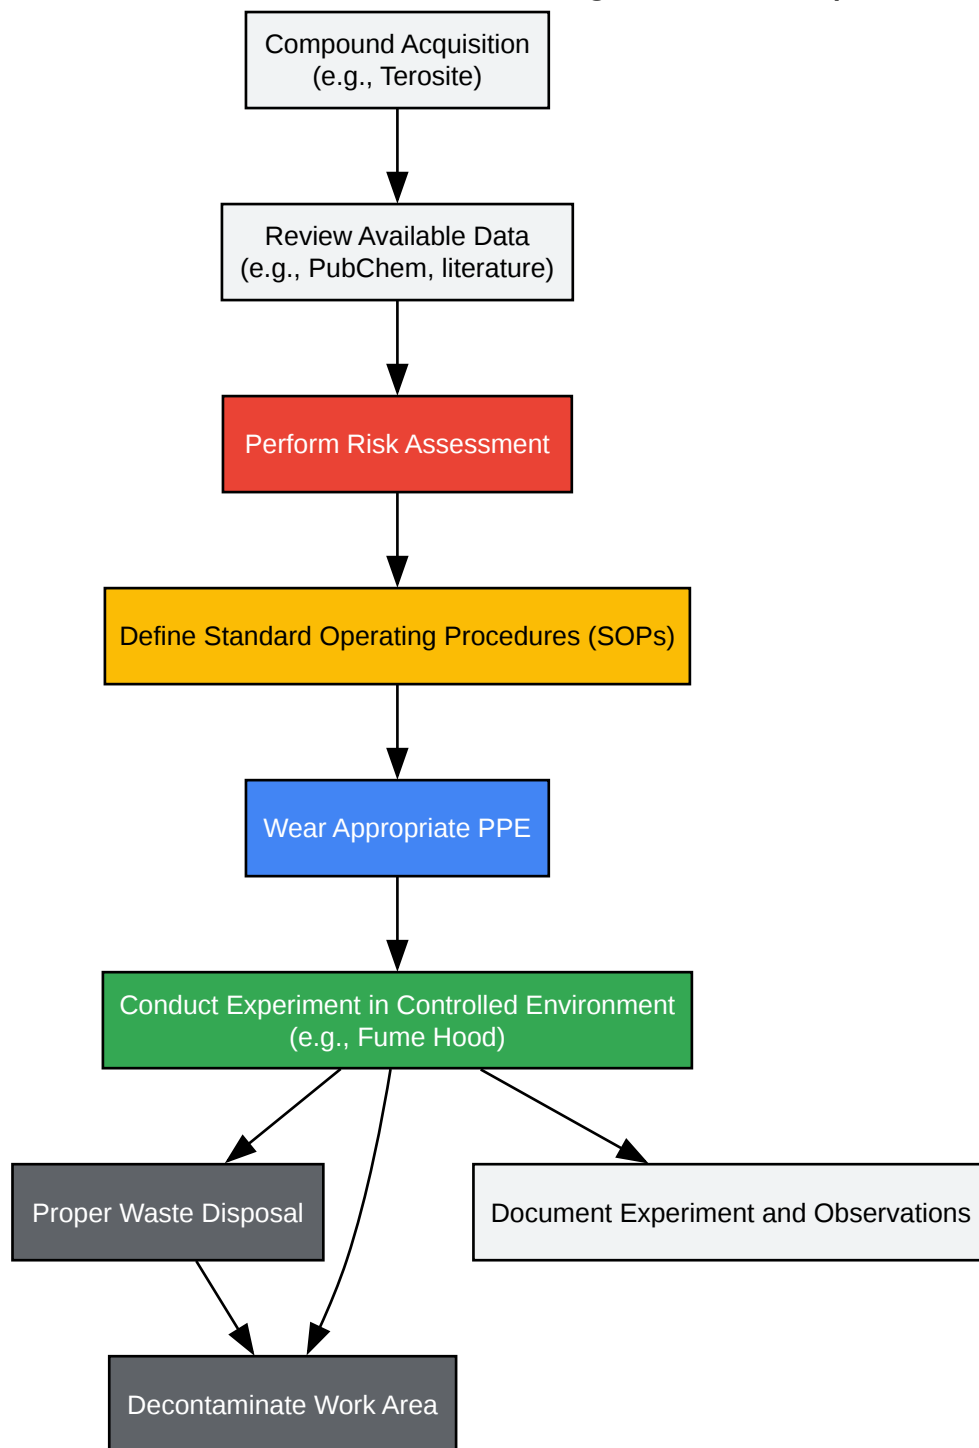 Compound Acquisition
(e.g., Terosite)
Review Available Data
(e.g., PubChem, literature)
Perform Risk Assessment
Define Standard Operating Procedures (SOPs)
Wear Appropriate PPE
Conduct Experiment in Controlled Environment
(e.g., Fume Hood)
Proper Waste Disposal
Document Experiment and Observations
Decontaminate Work Area